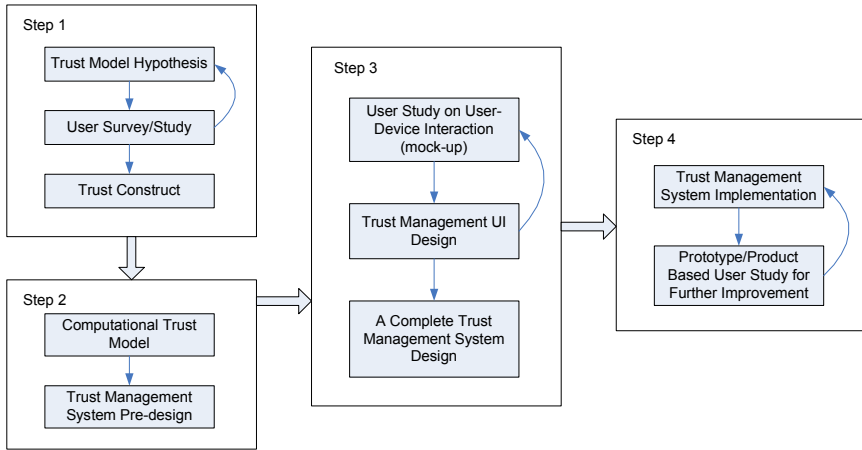 Step 1
Trust Model Hypothesis
User Survey/Study
Trust Construct
Step 2
Computational Trust
Model
Trust Management
System Pre-design
Step 3
User Study on User-
Device Interaction
(mock-up)
Trust Management UI
Design
A Complete Trust
Management System
Design
Step 4
Trust Management
System Implementation
Prototype/Product
Based User Study for
Further Improvement